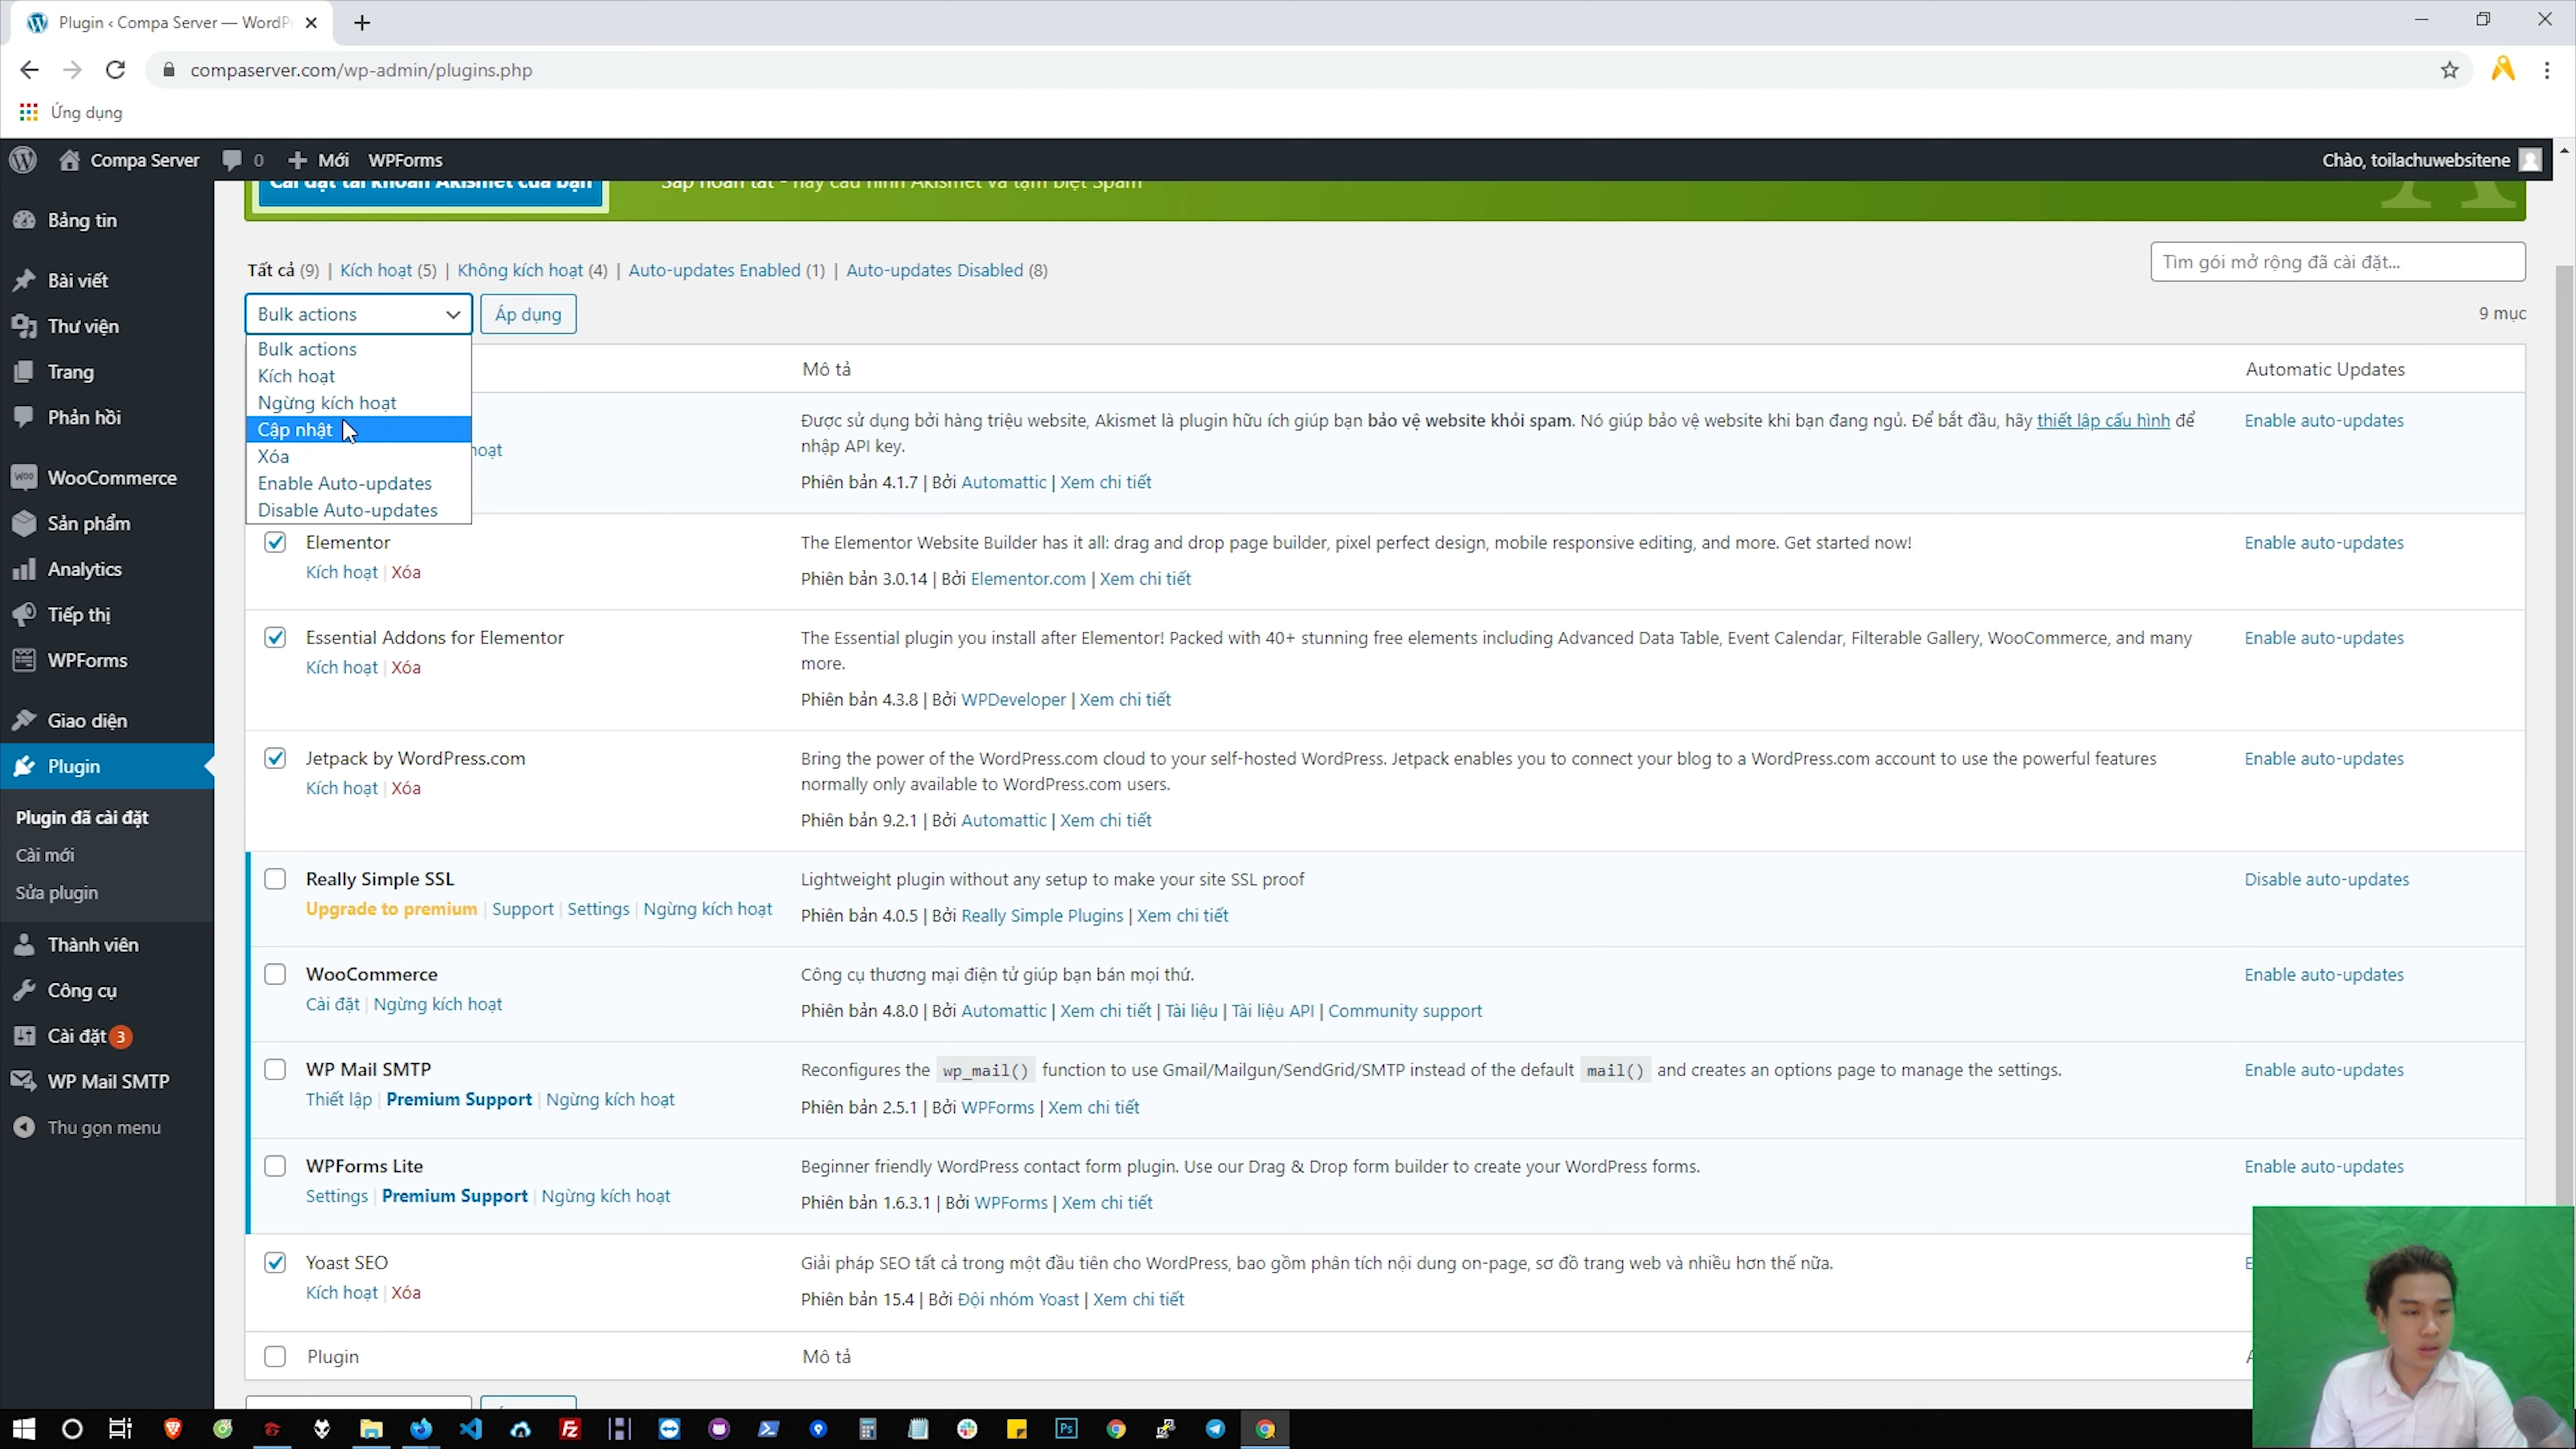 Plugin ‹ Compa Server — WordPr
compaserver.com/wp-admin/plugins.php
Ứng dụng
Compa Server 0 Mới WPForms
Chào, toilachuwebsitene
Cài đặt tài khoản Akismet của bạn
Sắp hoàn tất - hãy cấu hình Akismet và tạm biệt Spam
Bảng tin
Bài viết
Thư viện
Trang
Phản hồi
WooCommerce
Sản phẩm
Analytics
Tiếp thị
WPForms
Giao diện
Plugin
Plugin đã cài đặt
Cài mới
Sửa plugin
Thành viên
Công cụ
Cài đặt 3
WP Mail SMTP
Thu gọn menu
Tất cả (9) | Kích hoạt (5) | Không kích hoạt (4) | Auto-updates Enabled (1) | Auto-updates Disabled (8)
Tìm gói mở rộng đã cài đặt...
Bulk actions
Áp dụng
9 mục
Bulk actions
Kích hoạt
Ngừng kích hoạt
Cập nhật
Xóa
Enable Auto-updates
Disable Auto-updates
Mô tả
Automatic Updates
hoạt
Được sử dụng bởi hàng triệu website, Akismet là plugin hữu ích giúp bạn bảo vệ website khỏi spam. Nó giúp bảo vệ website khi bạn đang ngủ. Để bắt đầu, hãy thiết lập cấu hình để
nhập API key.
Phiên bản 4.1.7 | Bởi Automattic | Xem chi tiết
Enable auto-updates
Elementor
Kích hoạt | Xóa
The Elementor Website Builder has it all: drag and drop page builder, pixel perfect design, mobile responsive editing, and more. Get started now!
Phiên bản 3.0.14 | Bởi Elementor.com | Xem chi tiết
Enable auto-updates
Essential Addons for Elementor
Kích hoạt | Xóa
The Essential plugin you install after Elementor! Packed with 40+ stunning free elements including Advanced Data Table, Event Calendar, Filterable Gallery, WooCommerce, and many
more.
Phiên bản 4.3.8 | Bởi WPDeveloper | Xem chi tiết
Enable auto-updates
Jetpack by WordPress.com
Kích hoạt | Xóa
Bring the power of the WordPress.com cloud to your self-hosted WordPress. Jetpack enables you to connect your blog to a WordPress.com account to use the powerful features
normally only available to WordPress.com users.
Phiên bản 9.2.1 | Bởi Automattic | Xem chi tiết
Enable auto-updates
Really Simple SSL
Upgrade to premium | Support | Settings | Ngừng kích hoạt
Lightweight plugin without any setup to make your site SSL proof
Phiên bản 4.0.5 | Bởi Really Simple Plugins | Xem chi tiết
Disable auto-updates
WooCommerce
Cài đặt | Ngừng kích hoạt
Công cụ thương mại điện tử giúp bạn bán mọi thứ.
Phiên bản 4.8.0 | Bởi Automattic | Xem chi tiết | Tài liệu | Tài liệu API | Community support
Enable auto-updates
WP Mail SMTP
Thiết lập | Premium Support | Ngừng kích hoạt
Reconfigures the wp_mail() function to use Gmail/Mailgun/SendGrid/SMTP instead of the default mail() and creates an options page to manage the settings.
Phiên bản 2.5.1 | Bởi WPForms | Xem chi tiết
Enable auto-updates
WPForms Lite
Settings | Premium Support | Ngừng kích hoạt
Beginner friendly WordPress contact form plugin. Use our Drag & Drop form builder to create your WordPress forms.
Phiên bản 1.6.3.1 | Bởi WPForms | Xem chi tiết
Enable auto-updates
Yoast SEO
Kích hoạt | Xóa
Giải pháp SEO tất cả trong một đầu tiên cho WordPress, bao gồm phân tích nội dung on-page, sơ đồ trang web và nhiều hơn thế nữa.
Phiên bản 15.4 | Bởi Đội nhóm Yoast | Xem chi tiết
Plugin
Mô tả